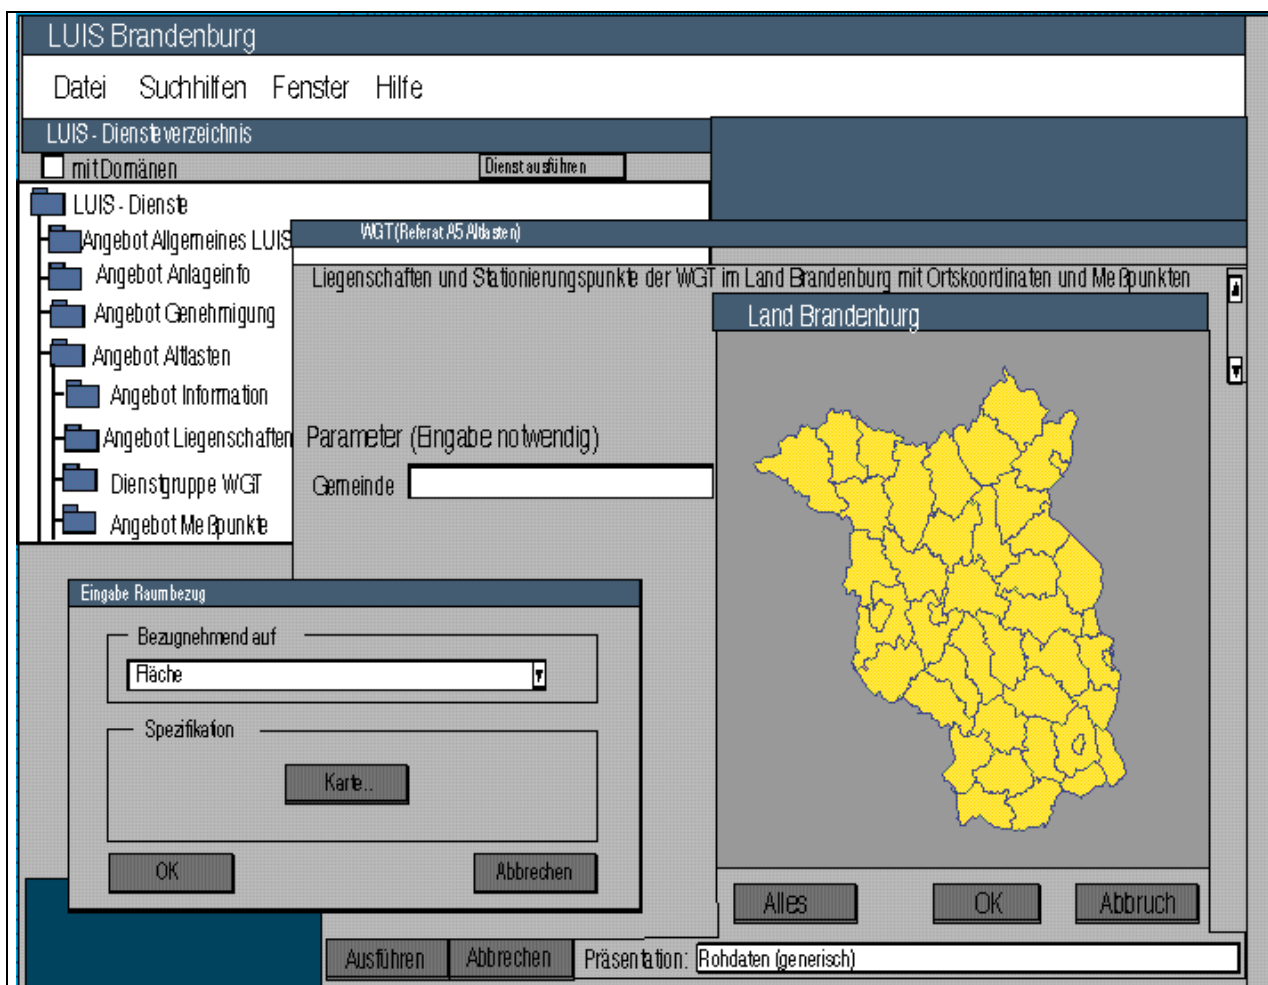 LUIS Brandenburg
Datei Suchhilfen Fenster Hilfe
LUIS - Diensteverzeichnis
mit Domänen
Dienst ausführen
LUIS - Dienste
Angebot Allgemeines LUIS
Angebot Anlageinfo
Angebot Genehmigung
Angebot Altlasten
Angebot Information
Angebot Liegenschaften
Dienstgruppe WGT
Angebot Meßpunkte
WGT (Referat A5 Altlasten)
Liegenschaften und Stationierungspunkte der WGT im Land Brandenburg mit Ortskoordinaten und Meßpunkten
Parameter (Eingabe notwendig)
Gemeinde
Land Brandenburg
Alles OK Abbruch
Eingabe Raumbezug
Bezugnehmend auf
Fläche
Spezifikation
Karte..
OK Abbrechen
Ausführen Abbrechen Präsentation: Rohdaten (generisch)